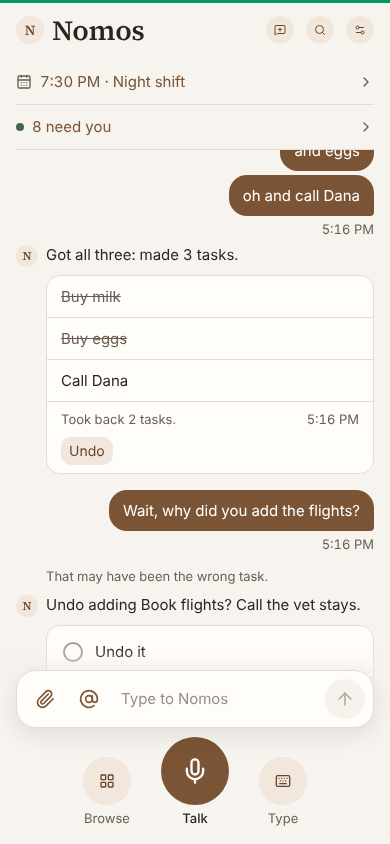 N Nomos
7:30 PM · Night shift
8 need you
and eggs
oh and call Dana
5:16 PM
N Got all three: made 3 tasks.
Buy milk
Buy eggs
Call Dana
Took back 2 tasks. 5:16 PM
Undo
Wait, why did you add the flights?
5:16 PM
That may have been the wrong task.
N Undo adding Book flights? Call the vet stays.
Undo it
@ Type to Nomos
Browse Talk Type